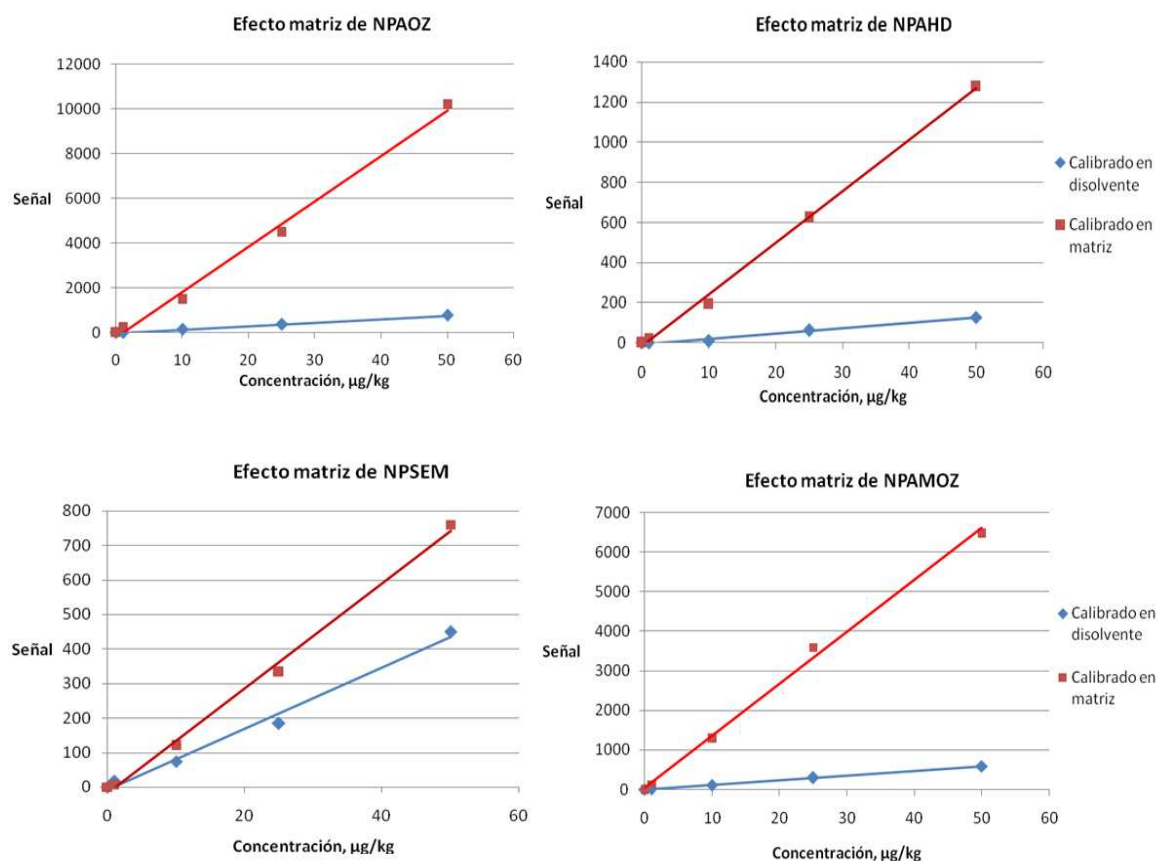 Efecto matriz de NPAOZ
12000
10000
8000
6000
4000
2000
0
Señal
0 10 20 30 40 50 60
Concentración, µg/kg
Efecto matriz de NPAHD
1400
1200
1000
800
600
400
200
0
Señal
0 10 20 30 40 50 60
Concentración, µg/kg
Calibrado en
disolvente
Calibrado en
matriz
Efecto matriz de NPSEM
800
700
600
500
400
300
200
100
0
Señal
0 20 40 60
Concentración, µg/kg
Efecto matriz de NPAMOZ
7000
6000
5000
4000
3000
2000
1000
0
Señal
0 10 20 30 40 50 60
Concentración, µg/kg
Calibrado en
disolvente
Calibrado en
matriz